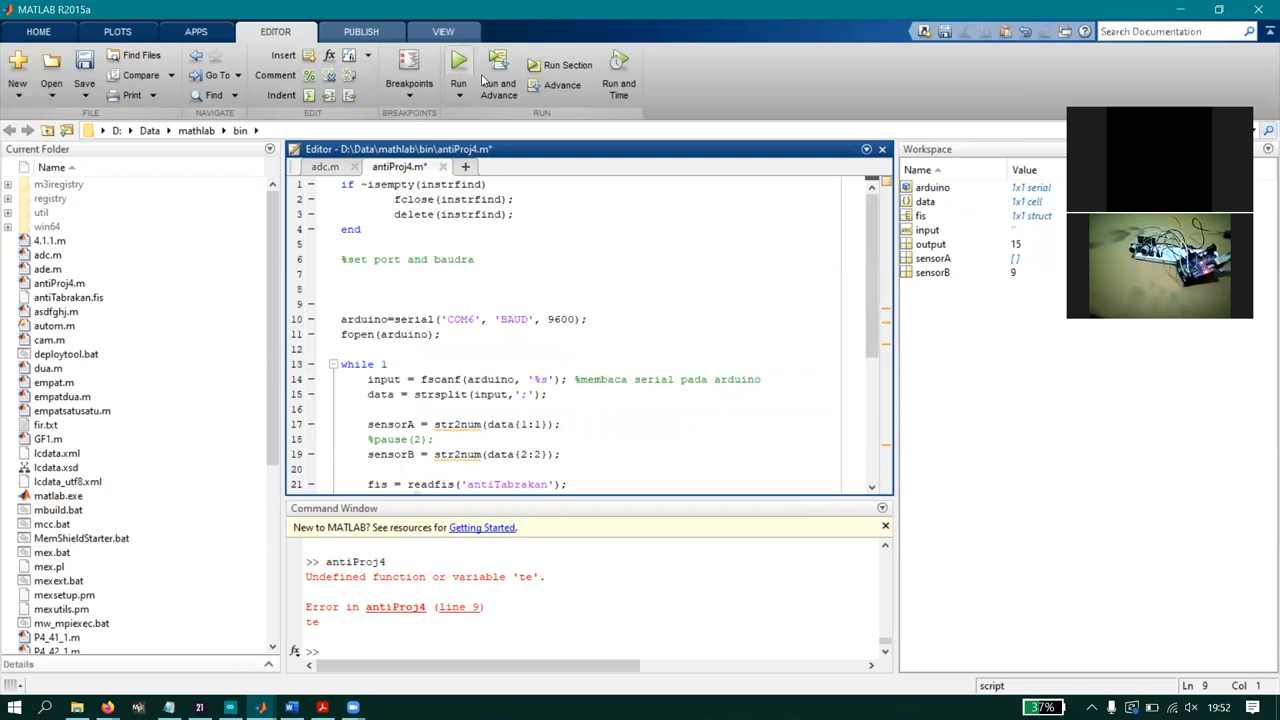 MATLAB R2015a
HOME PLOTS APPS EDITOR PUBLISH VIEW
Search Documentation
New Open Save Find Files Compare Print
Go To Find
Insert Comment Indent
Breakpoints Run Run and Advance Run Section Advance Run and Time
FILE NAVIGATE EDIT BREAKPOINTS RUN
D: Data mathlab bin
Current Folder
Name
m3iregistry
registry
util
win64
4.1.1.m
adc.m
ade.m
antiProj4.m
antiTabrakan.fis
asdfghj.m
autom.m
cam.m
deploytool.bat
dua.m
empat.m
empatdua.m
empatsatusatu.m
fir.txt
GF1.m
lcdata.xml
lcdata.xsd
lcdata_utf8.xml
matlab.exe
mbuild.bat
mcc.bat
MemShieldStarter.bat
mex.bat
mex.pl
mexext.bat
mexsetup.pm
mexutils.pm
mw_mpiexec.bat
P4_41_1.m
P4_42_1.m
Details
Editor - D:\Data\mathlab\bin\antiProj4.m*
adc.m antiProj4.m*
1 if ~isempty(instrfind)
2 fclose(instrfind);
3 delete(instrfind);
4 end
5
6 %set port and baudra
7
8
9
10 arduino=serial('COM6', 'BAUD', 9600);
11 fopen(arduino);
12
13 while 1
14 input = fscanf(arduino, '%s'); %membaca serial pada arduino
15 data = strsplit(input,';');
16
17 sensorA = str2num(data{1:1});
18 %pause(2);
19 sensorB = str2num(data{2:2});
20
21 fis = readfis('antiTabrakan');
Command Window
New to MATLAB? See resources for Getting Started.
>> antiProj4
Undefined function or variable 'te'.
Error in antiProj4 (line 9)
te
fx >>
Workspace
Name Value
arduino 1x1 serial
data 1x1 cell
fis 1x1 struct
input ''
output 15
sensorA []
sensorB 9
script Ln 9 Col 1
37% 19:52